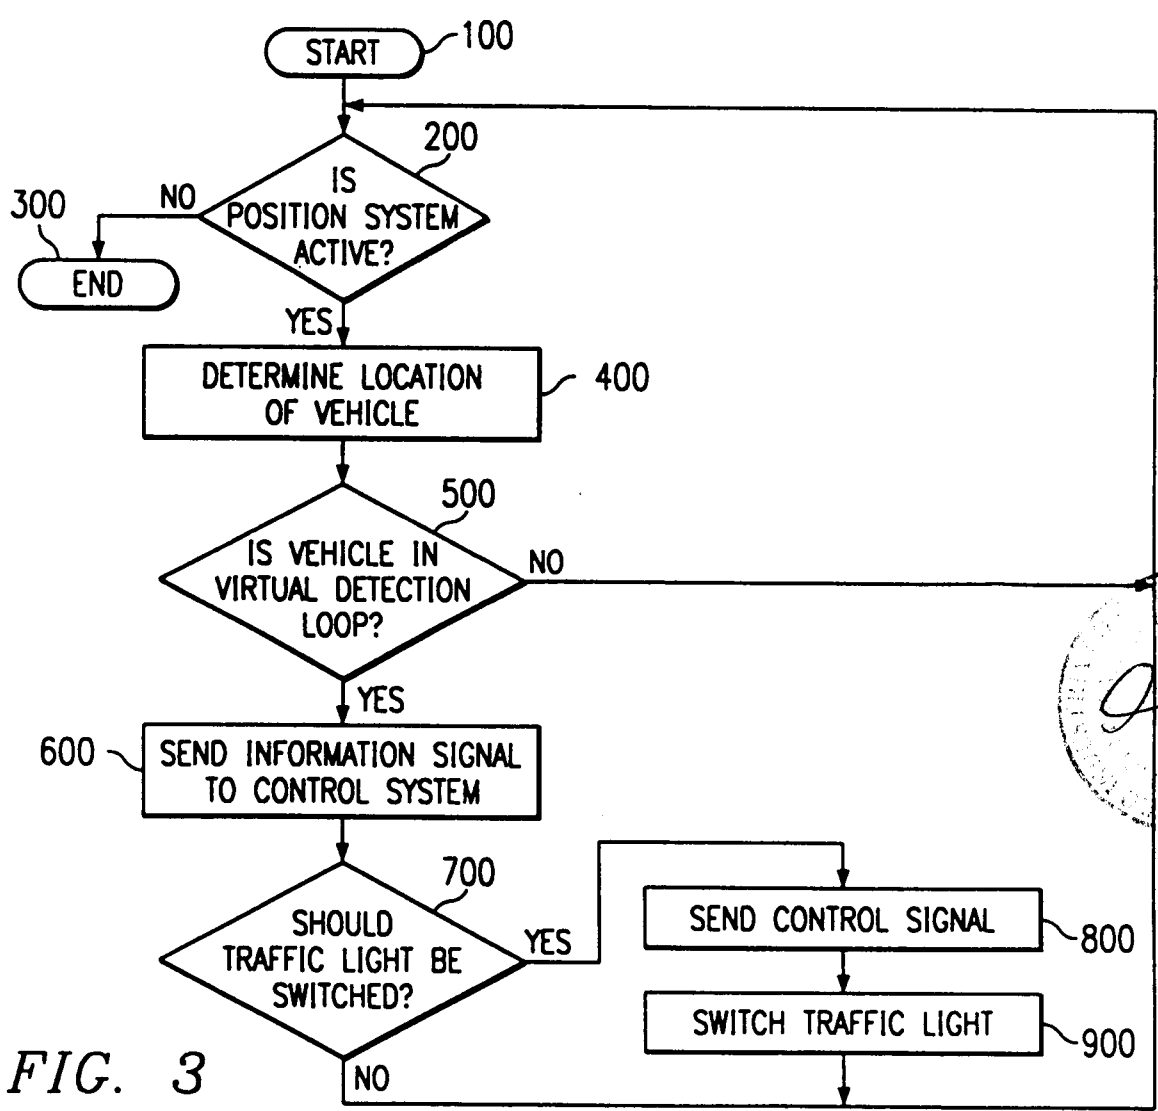 START
100
200
IS
POSITION SYSTEM
ACTIVE?
NO
300
END
YES
DETERMINE LOCATION
OF VEHICLE
400
500
IS VEHICLE IN
VIRTUAL DETECTION
LOOP?
NO
YES
600
SEND INFORMATION SIGNAL
TO CONTROL SYSTEM
700
SHOULD
TRAFFIC LIGHT BE
SWITCHED?
YES
SEND CONTROL SIGNAL
800
SWITCH TRAFFIC LIGHT
900
NO
FIG. 3